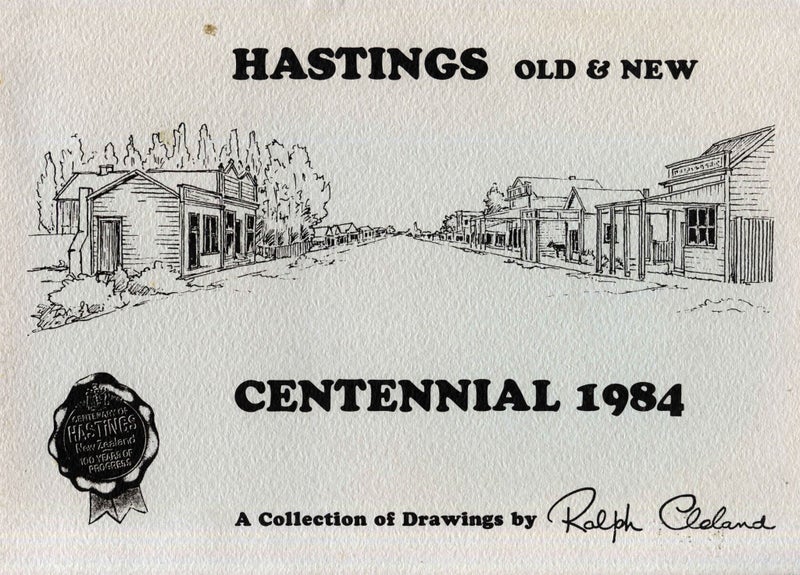 HASTINGS OLD & NEW
CENTENNIAL 1984
CENTENARY OF
HASTINGS
New Zealand
100 YEARS OF
PROGRESS
A Collection of Drawings by Ralph Cleland